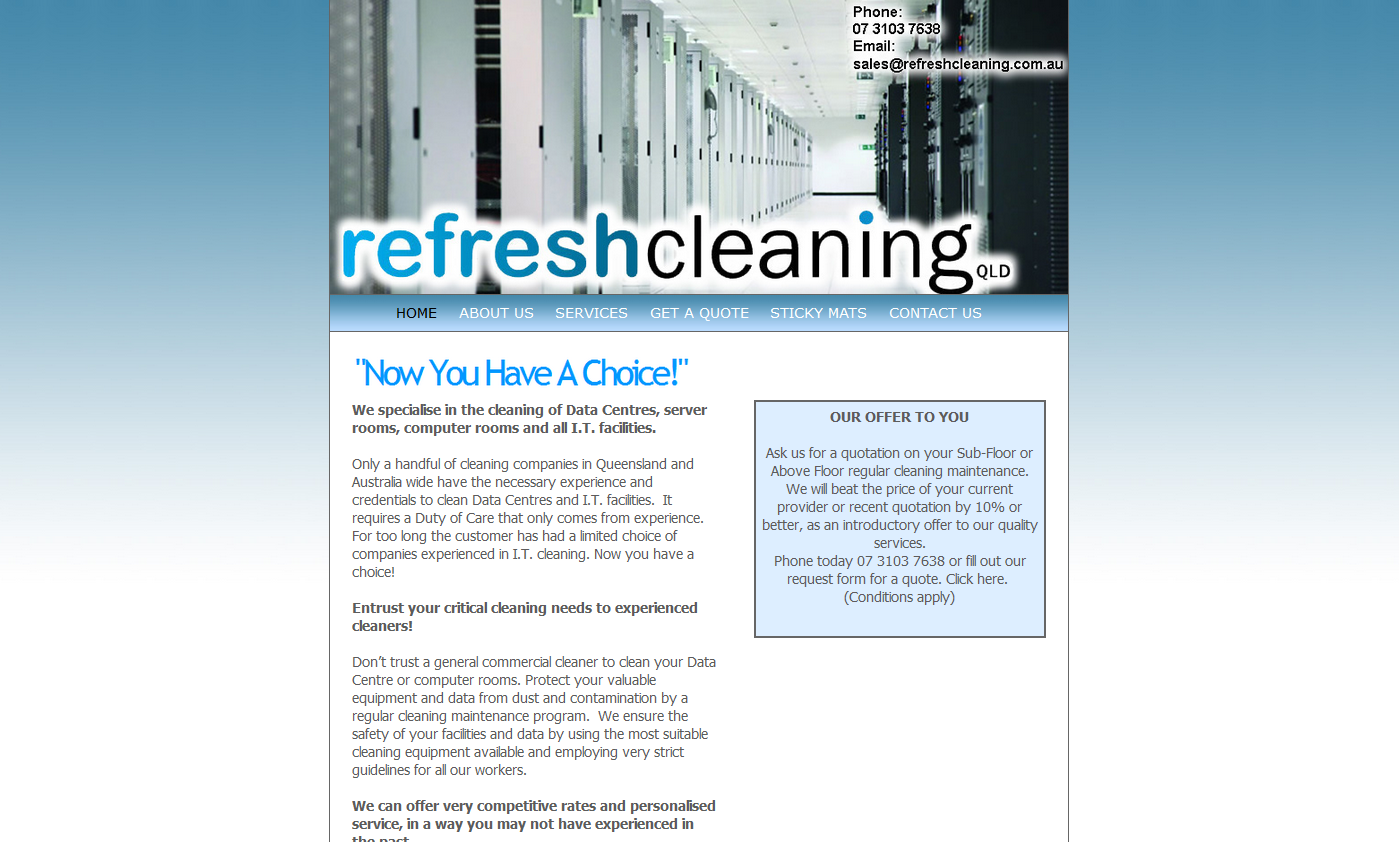 Phone:
07 3103 7638
Email:
sales@refreshcleaning.com.au
refreshcleaning QLD
HOME ABOUT US SERVICES GET A QUOTE STICKY MATS CONTACT US
"Now You Have A Choice!"
We specialise in the cleaning of Data Centres, server
rooms, computer rooms and all I.T. facilities.
Only a handful of cleaning companies in Queensland and
Australia wide have the necessary experience and
credentials to clean Data Centres and I.T. facilities.  It
requires a Duty of Care that only comes from experience.
For too long the customer has had a limited choice of
companies experienced in I.T. cleaning. Now you have a
choice!
Entrust your critical cleaning needs to experienced
cleaners!
Don’t trust a general commercial cleaner to clean your Data
Centre or computer rooms. Protect your valuable
equipment and data from dust and contamination by a
regular cleaning maintenance program.  We ensure the
safety of your facilities and data by using the most suitable
cleaning equipment available and employing very strict
guidelines for all our workers.
We can offer very competitive rates and personalised
service, in a way you may not have experienced in
the past
OUR OFFER TO YOU
Ask us for a quotation on your Sub-Floor or
Above Floor regular cleaning maintenance.
We will beat the price of your current
provider or recent quotation by 10% or
better, as an introductory offer to our quality
services.
Phone today 07 3103 7638 or fill out our
request form for a quote. Click here.
(Conditions apply)